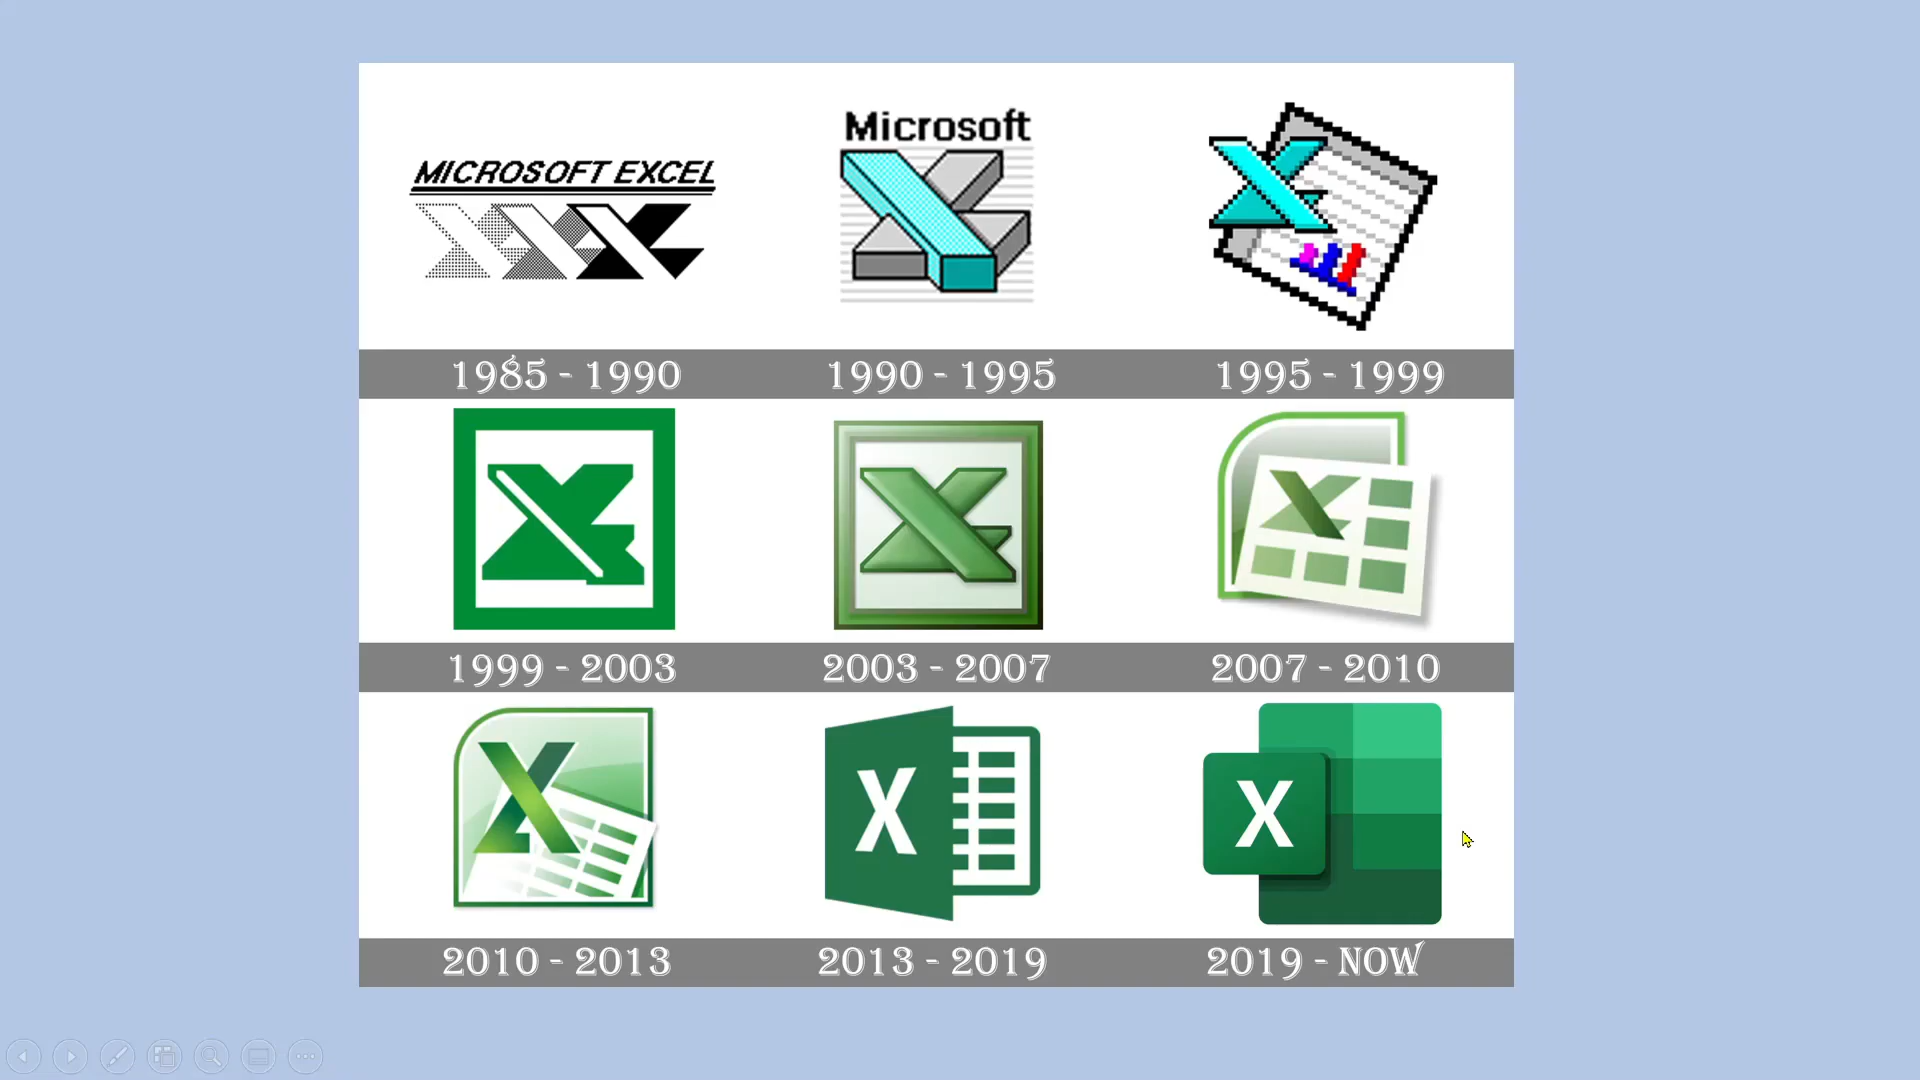 MICROSOFT EXCEL
Microsoft
1985 - 1990
1990 - 1995
1995 - 1999
1999 - 2003
2003 - 2007
2007 - 2010
X
X
2010 - 2013
2013 - 2019
2019 - NOW